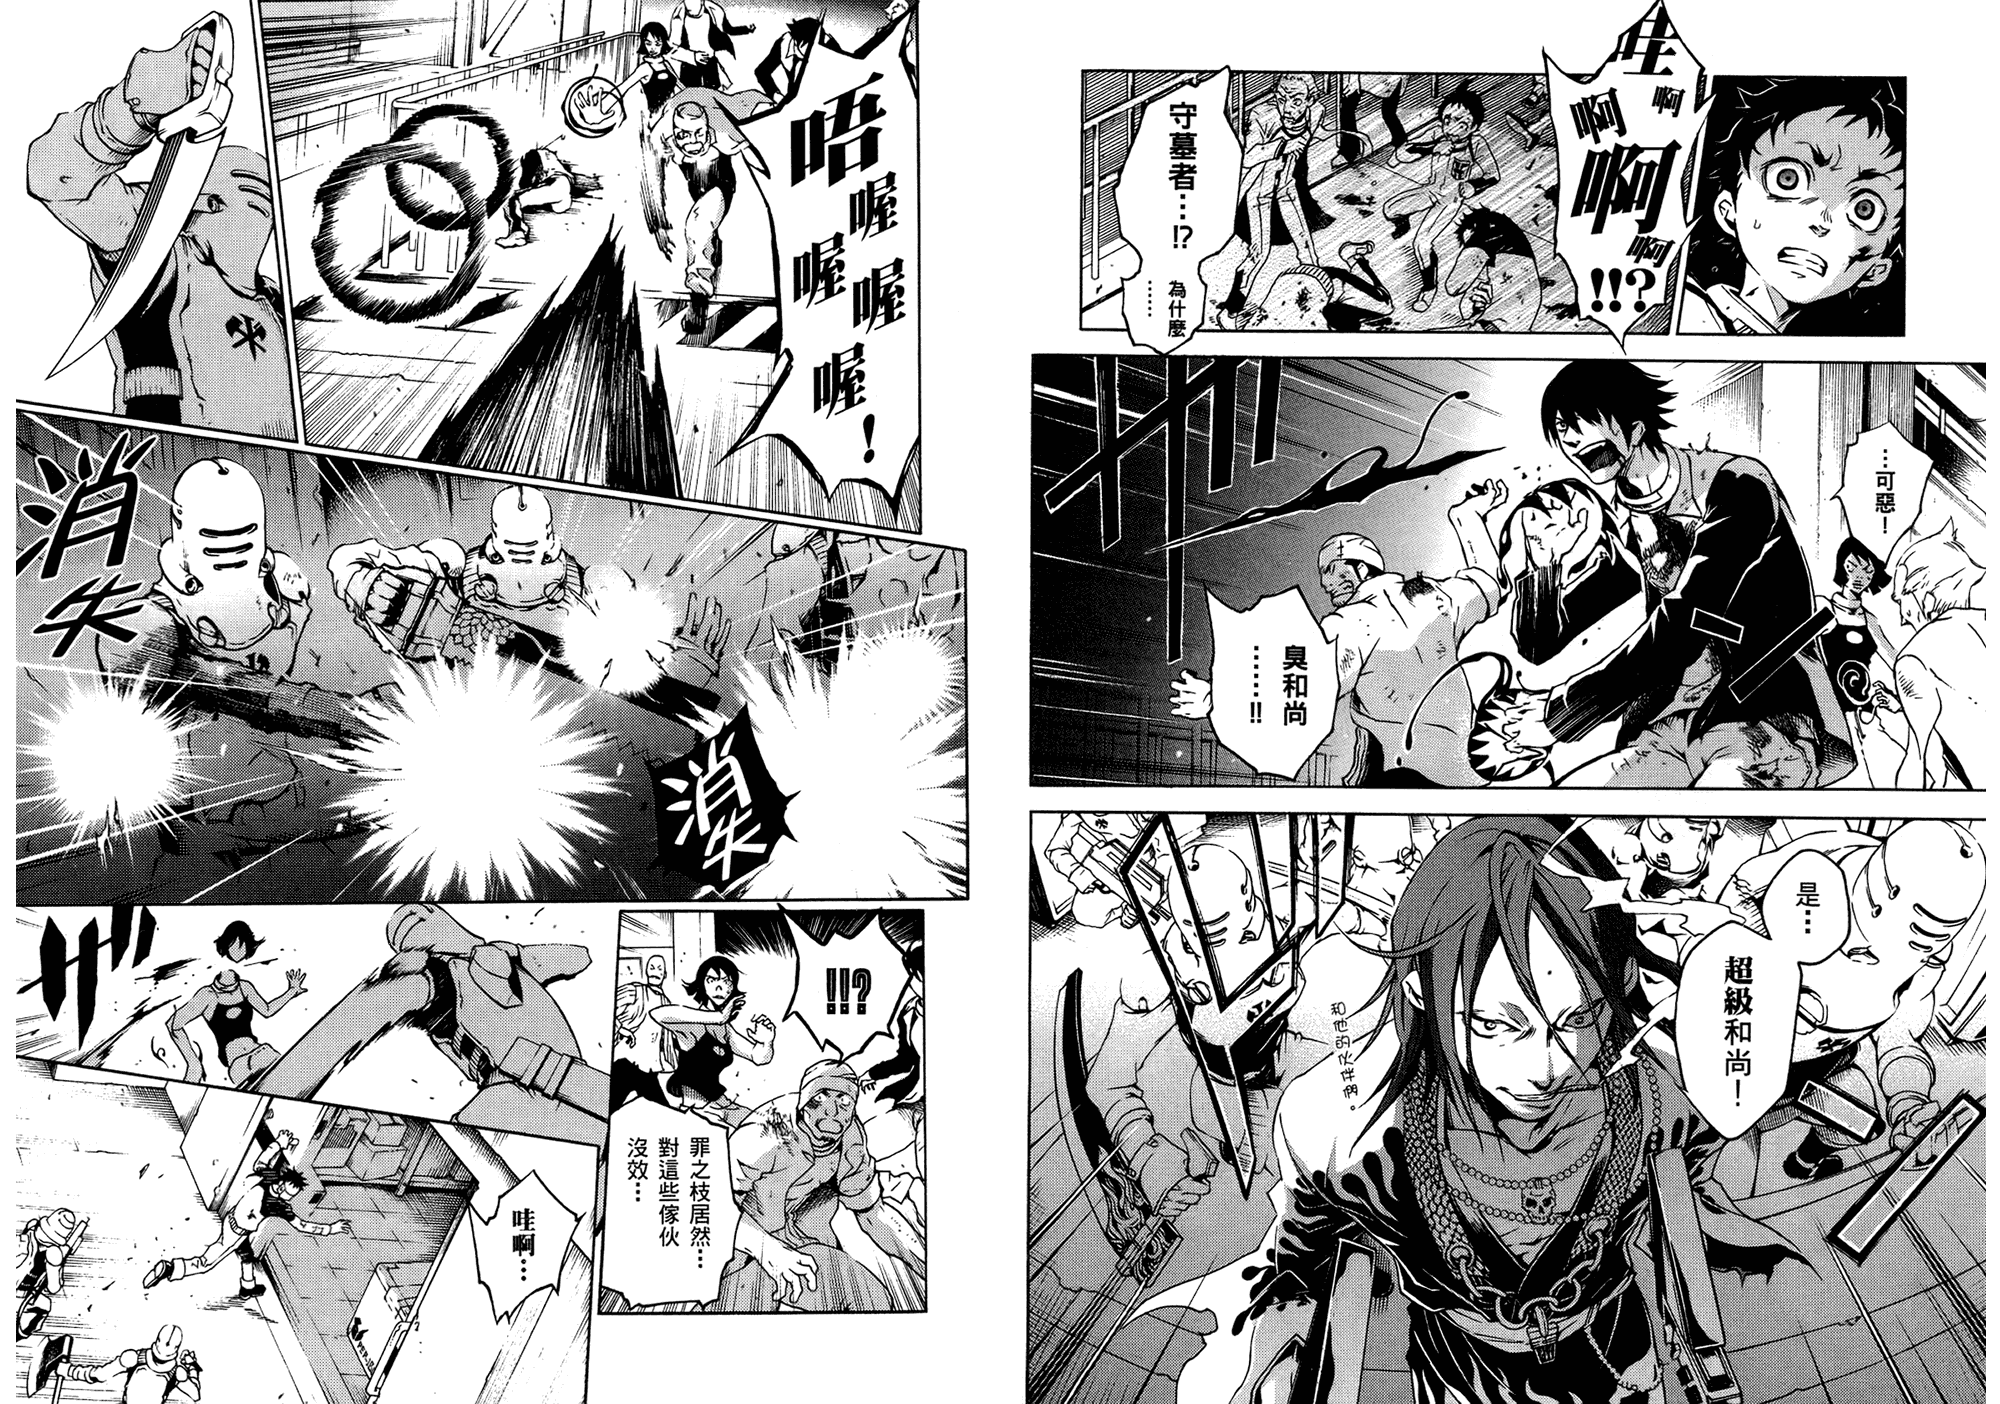 哇啊啊啊啊!!?
守墓者…!?
為什麼……
…可惡!
臭和尚………!!
是…
超級和尚!
和他的伙伴們。
唔喔喔喔喔!
消失
消失
!!!?
罪之枝居然…
對這些傢伙
沒效…
哇啊…